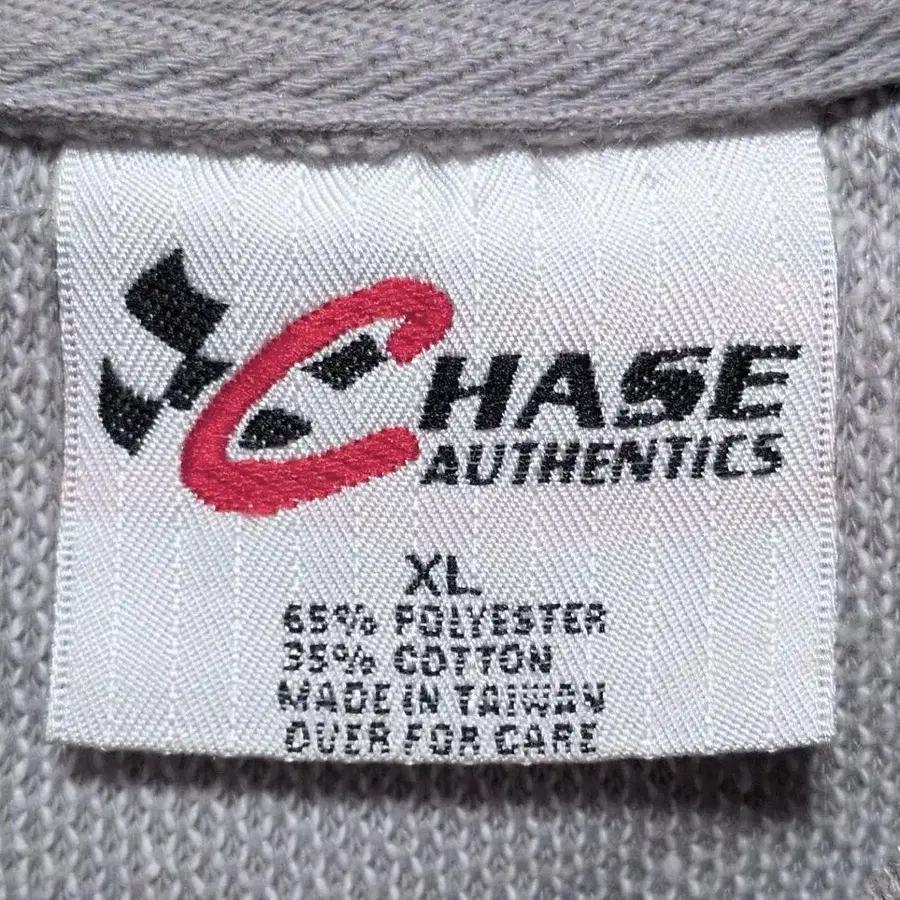 CHASE
AUTHENTICS
XL
65% POLYESTER
35% COTTON
MADE IN TAIWAN
OVER FOR CARE